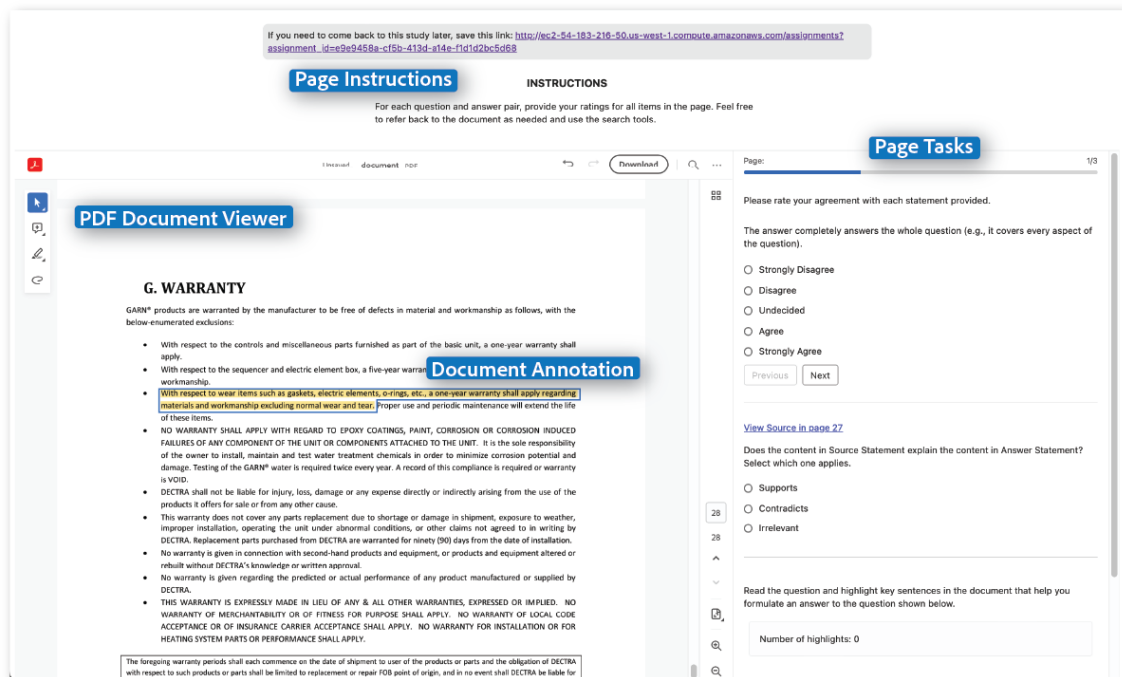 If you need to come back to this study later, save this link: http://ec2-54-183-216-50.us-west-1.compute.amazonaws.com/assignments?
assignment_id=e9e9458a-cf5b-413d-a14e-f1d1d2bc5d68
Page Instructions
INSTRUCTIONS
For each question and answer pair, provide your ratings for all items in the page. Feel free
to refer back to the document as needed and use the search tools.
Page Tasks
Unsaved document PDF
Download
Page:
1/3
PDF Document Viewer
G. WARRANTY
GARN® products are warranted by the manufacturer to be free of defects in material and workmanship as follows, with the
below-enumerated exclusions:
• With respect to the controls and miscellaneous parts furnished as part of the basic unit, a one-year warranty shall
apply.
• With respect to the sequencer and electric element box, a five-year
Document Annotation
workmanship.
• With respect to wear items such as gaskets, electric elements, o-rings, etc., a one-year warranty shall apply regarding
materials and workmanship excluding normal wear and tear. Proper use and periodic maintenance will extend the life
of these items.
• NO WARRANTY SHALL APPLY WITH REGARD TO EPOXY COATINGS, PAINT, CORROSION OR CORROSION INDUCED
FAILURES OF ANY COMPONENT OF THE UNIT OR COMPONENTS ATTACHED TO THE UNIT. It is the sole responsibility
of the owner to install, maintain and test water treatment chemicals in order to minimize corrosion potential and
damage. Testing of the GARN® water is required twice every year. A record of this compliance is required or warranty
is VOID.
• DECTRA shall not be liable for injury, loss, damage or any expense directly or indirectly arising from the use of the
products it offers for sale or from any other cause.
• This warranty does not cover any parts replacement due to shortage or damage in shipment, exposure to weather,
improper installation, operating the unit under abnormal conditions, or other claims not agreed to in writing by
DECTRA. Replacement parts purchased from DECTRA are warranted for ninety (90) days from the date of installation.
• No warranty is given in connection with second-hand products and equipment, or products and equipment altered or
rebuilt without DECTRA's knowledge or written approval.
• No warranty is given regarding the predicted or actual performance of any product manufactured or supplied by
DECTRA.
• THIS WARRANTY IS EXPRESSLY MADE IN LIEU OF ANY & ALL OTHER WARRANTIES, EXPRESSED OR IMPLIED. NO
WARRANTY OF MERCHANTABILITY OR OF FITNESS FOR PURPOSE SHALL APPLY. NO WARRANTY OF LOCAL CODE
ACCEPTANCE OR OF INSURANCE CARRIER ACCEPTANCE SHALL APPLY. NO WARRANTY FOR INSTALLATION OR FOR
HEATING SYSTEM PARTS OR PERFORMANCE SHALL APPLY.
The foregoing warranty periods shall each commence on the date of shipment to user of the products or parts and the obligation of DECTRA
with respect to such products or parts shall be limited to replacement or repair FOB point of origin, and in no event shall DECTRA be liable for
28
28
Please rate your agreement with each statement provided.
The answer completely answers the whole question (e.g., it covers every aspect of
the question).
Strongly Disagree
Disagree
Undecided
Agree
Strongly Agree
Previous
Next
View Source in page 27
Does the content in Source Statement explain the content in Answer Statement?
Select which one applies.
Supports
Contradicts
Irrelevant
Read the question and highlight key sentences in the document that help you
formulate an answer to the question shown below.
Number of highlights: 0